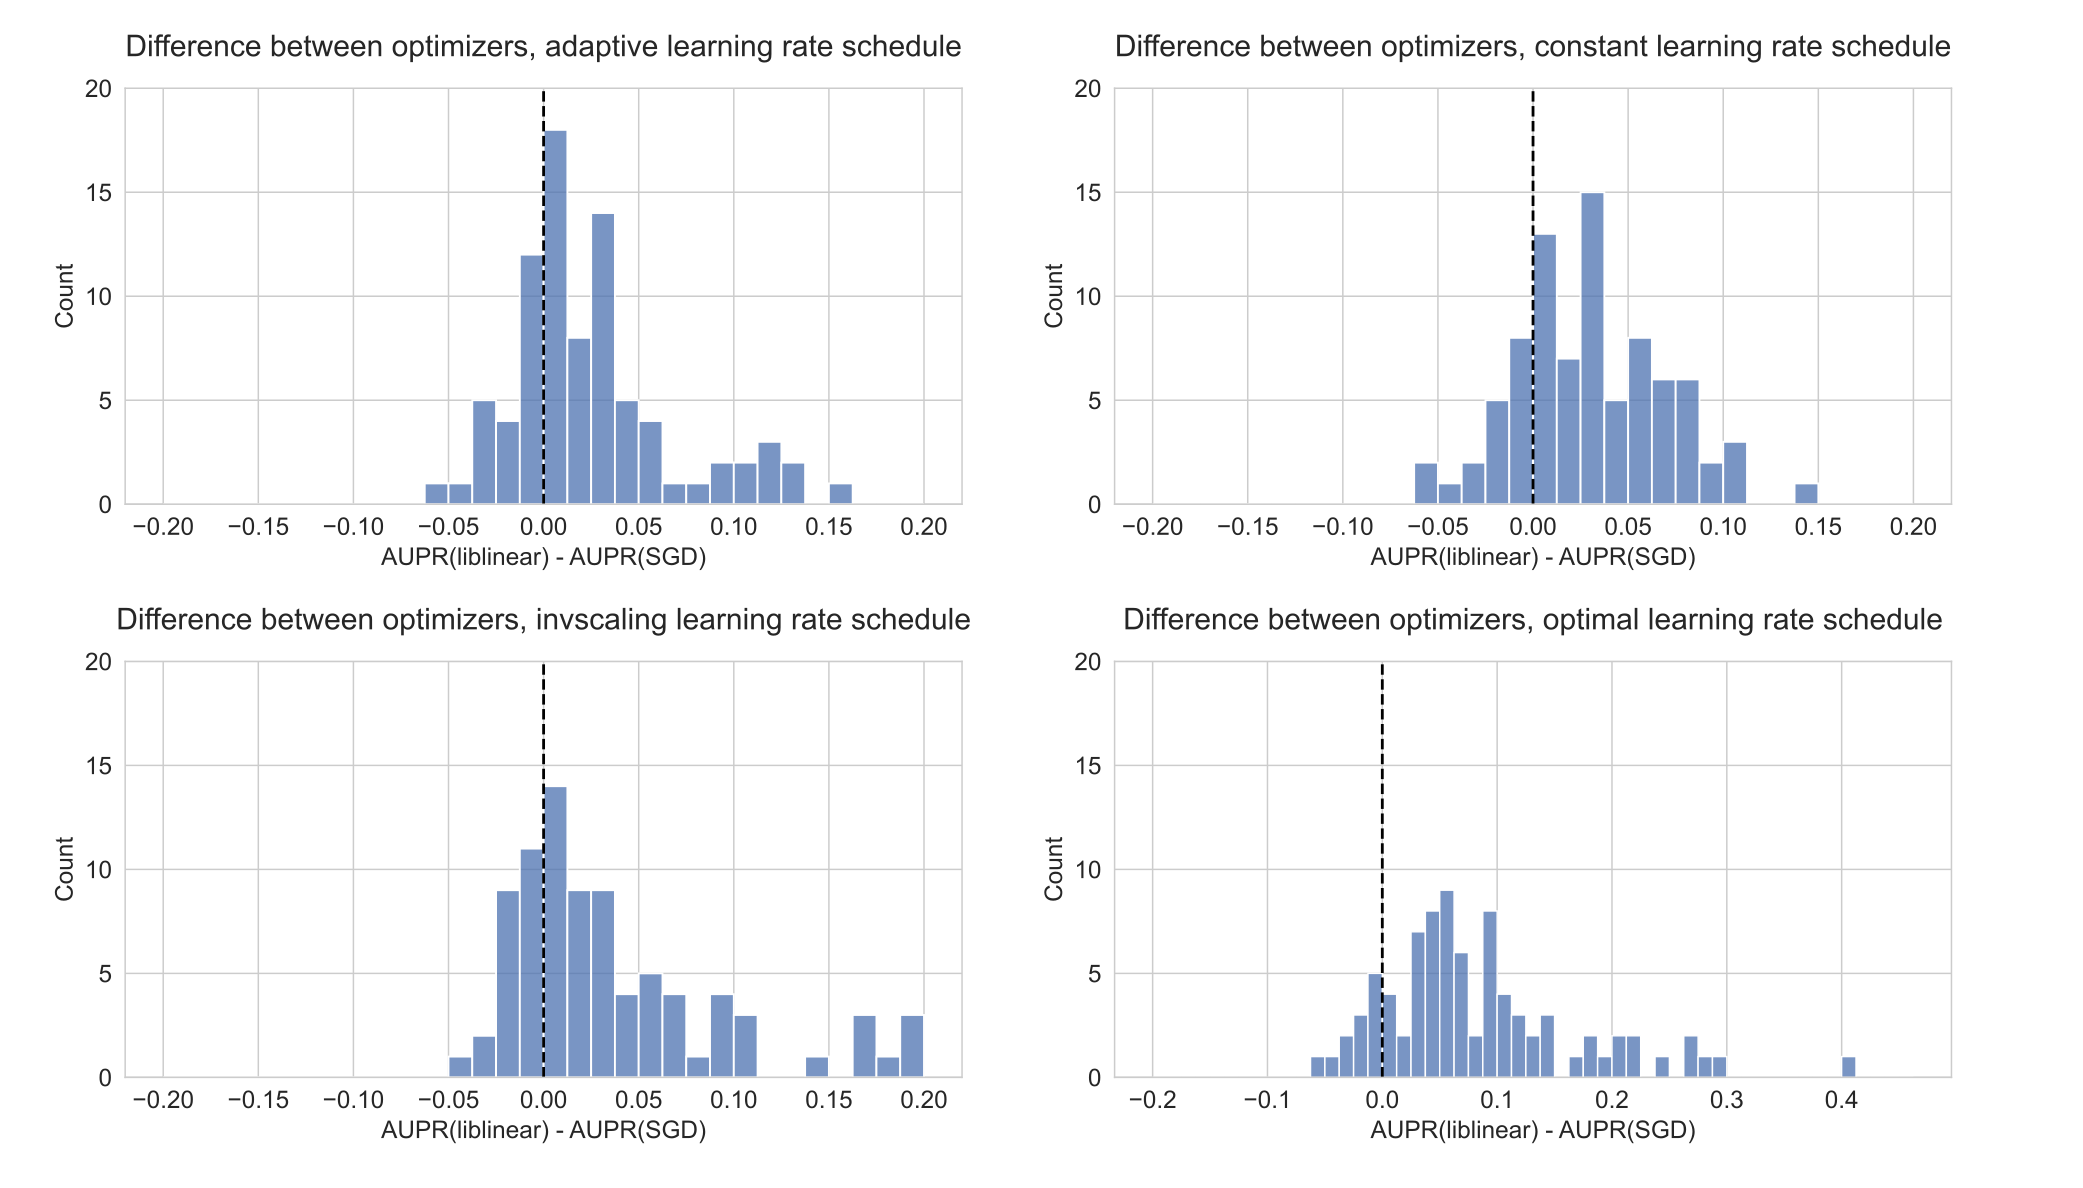 Difference between optimizers, adaptive learning rate schedule
20
15
10
5
0
Count
−0.20 −0.15 −0.10 −0.05 0.00 0.05 0.10 0.15 0.20
AUPR(liblinear) - AUPR(SGD)
Difference between optimizers, constant learning rate schedule
20
15
10
5
0
Count
−0.20 −0.15 −0.10 −0.05 0.00 0.05 0.10 0.15 0.20
AUPR(liblinear) - AUPR(SGD)
Difference between optimizers, invscaling learning rate schedule
20
15
10
5
0
Count
−0.20 −0.15 −0.10 −0.05 0.00 0.05 0.10 0.15 0.20
AUPR(liblinear) - AUPR(SGD)
Difference between optimizers, optimal learning rate schedule
20
15
10
5
0
Count
−0.2 −0.1 0.0 0.1 0.2 0.3 0.4
AUPR(liblinear) - AUPR(SGD)